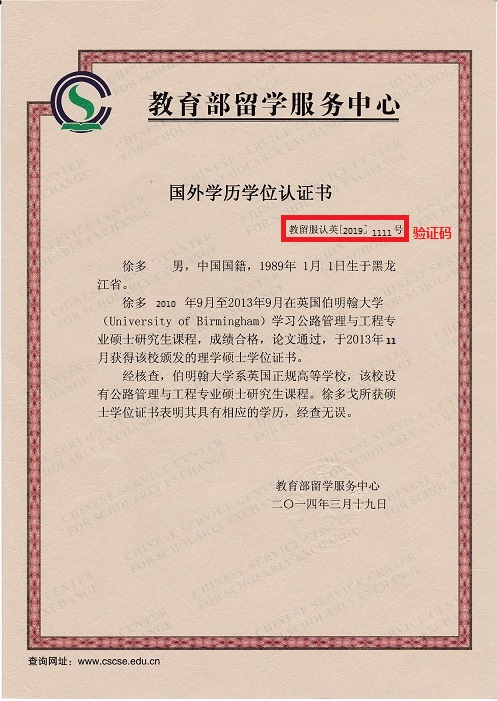 教育部留学服务中心
国外学历学位认证书
教留服认英[2019] 1111号
验证码
徐多 男，中国国籍，1989年 1月 1日生于黑龙
江省。
徐多 2010 年9月至2013年9月在英国伯明翰大学
（University of Birmingham）学习公路管理与工程专
业硕士研究生课程，成绩合格，论文通过，于2013年11
月获得该校颁发的理学硕士学位证书。
经核查，伯明翰大学系英国正规高等学校，该校设
有公路管理与工程专业硕士研究生课程。徐多戈所获硕
士学位证书表明其具有相应的学历，经查无误。
教育部留学服务中心
二〇一四年三月十九日
CHINESE SERVICE CENTER
FOR SCHOLARLY EXCHANGE
查询网址：www.cscse.edu.cn